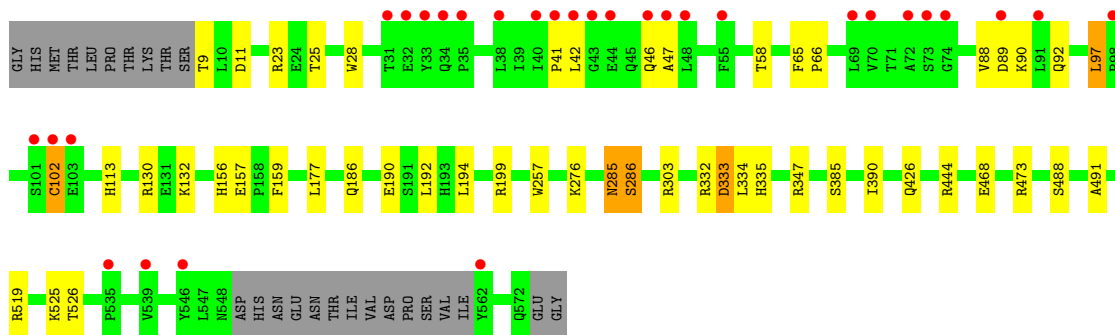 GLY
HIS
MET
THR
LEU
PRO
THR
LYS
THR
SER
T9
L10
D11
R23
E24
T25
W28
T31
E32
Y33
Q34
P35
L38
I39
I40
P41
L42
G43
E44
Q45
Q46
A47
L48
F55
T58
F65
P66
L69
V70
T71
A72
S73
G74
V88
D89
K90
L91
Q92
L97
S101
C102
E103
H113
R130
E131
K132
H156
E157
P158
F159
L177
Q186
E190
S191
L192
H193
L194
R199
W257
K276
N285
S286
R303
R332
D333
L334
H335
R347
S385
I390
Q426
R444
E468
R473
S488
A491
R519
K525
T526
P535
V539
Y546
L547
N548
ASP
HIS
ASN
GLU
ASN
THR
ILE
VAL
ASP
PRO
SER
VAL
ILE
Y562
Q572
GLU
GLY